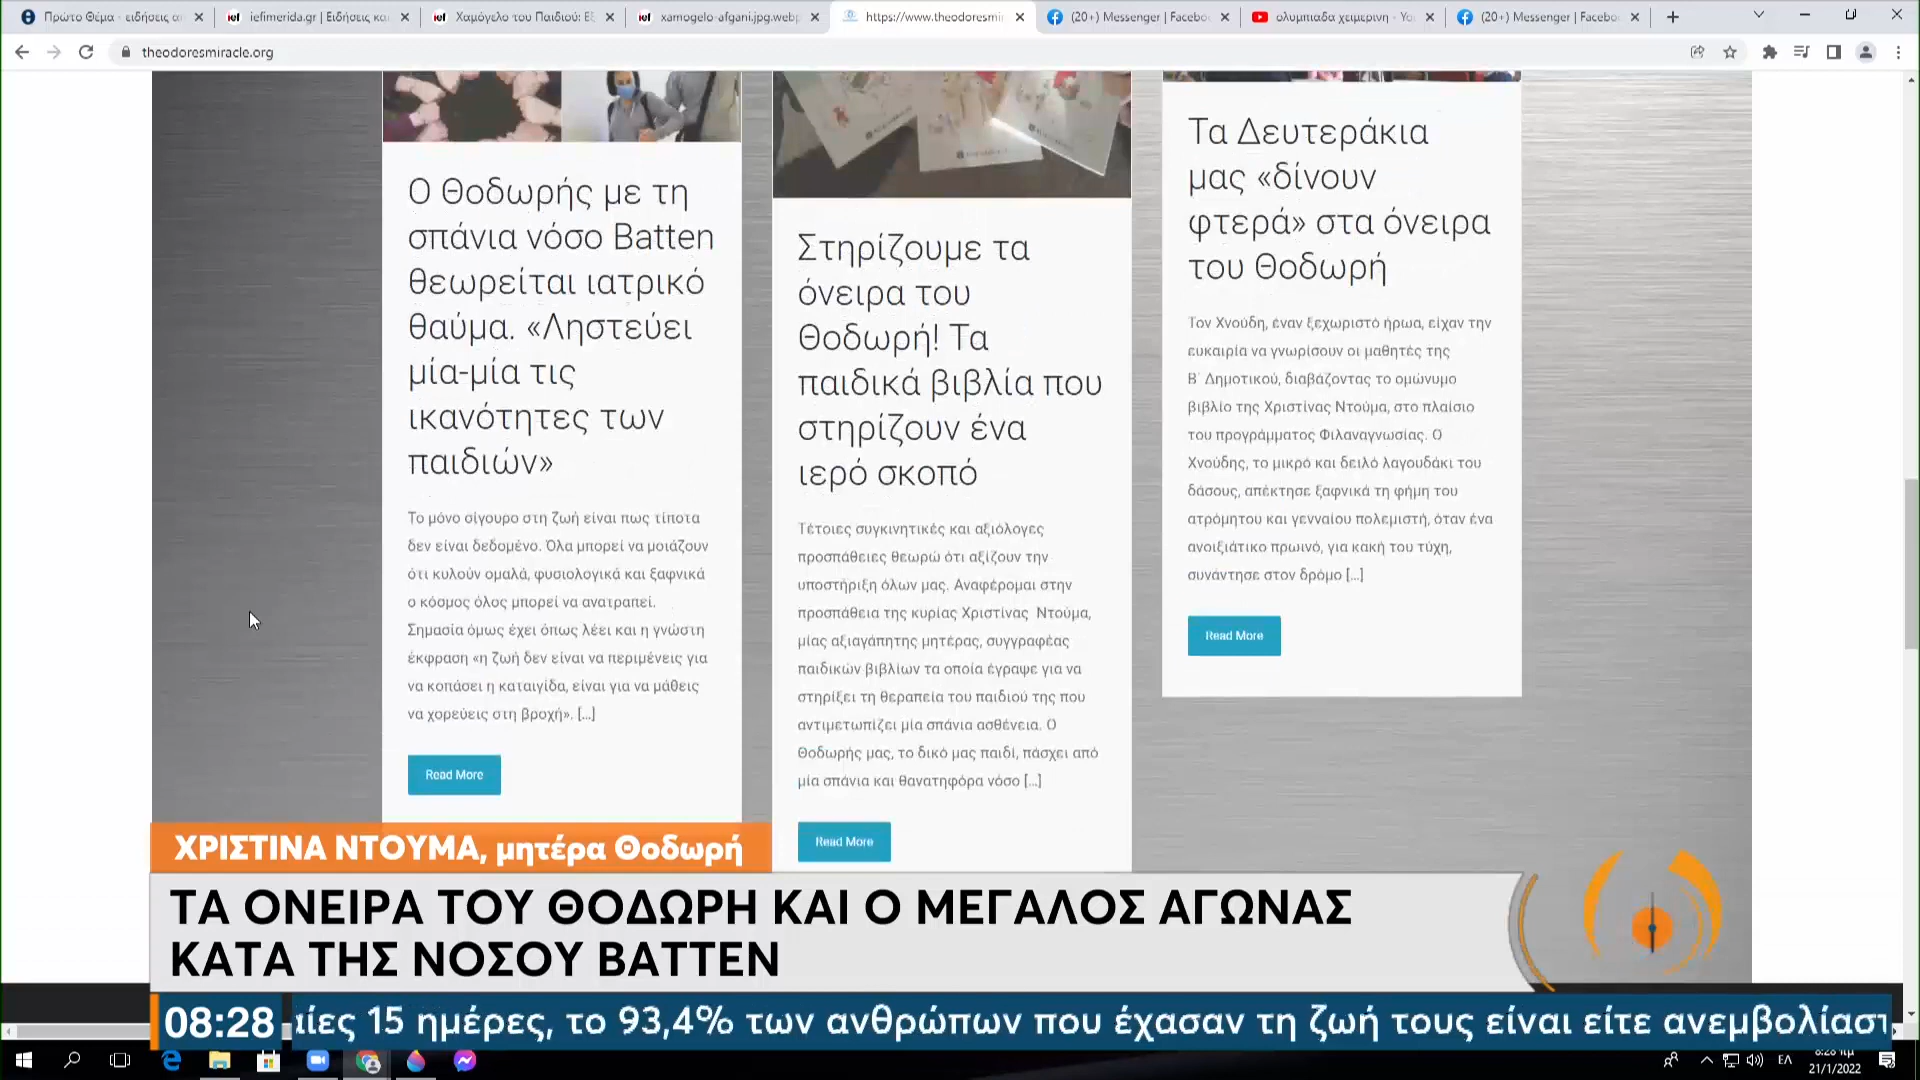 Πρώτο Θέμα - ειδήσεις απ
iefimerida.gr | Ειδήσεις και
Χαμόγελο του Παιδιού: Εξ
xamogelo-afgani.jpg.webp
https://www.theodoresmir
(20+) Messenger | Facebo
ολυμπιαδα χειμερινη - Yo
(20+) Messenger | Facebo
theodoresmiracle.org
Ο Θοδωρής με τη
σπάνια νόσο Batten
θεωρείται ιατρικό
θαύμα. «Ληστεύει
μία-μία τις
ικανότητες των
παιδιών»
Το μόνο σίγουρο στη ζωή είναι πως τίποτα
δεν είναι δεδομένο. Όλα μπορεί να μοιάζουν
ότι κυλούν ομαλά, φυσιολογικά και ξαφνικά
ο κόσμος όλος μπορεί να ανατραπεί.
Σημασία όμως έχει όπως λέει και η γνώστη
έκφραση «η ζωή δεν είναι να περιμένεις για
να κοπάσει η καταιγίδα, είναι για να μάθεις
να χορεύεις στη βροχή». [...]
Read More
Στηρίζουμε τα
όνειρα του
Θοδωρή! Τα
παιδικά βιβλία που
στηρίζουν ένα
ιερό σκοπό
Τέτοιες συγκινητικές και αξιόλογες
προσπάθειες θεωρώ ότι αξίζουν την
υποστήριξη όλων μας. Αναφέρομαι στην
προσπάθεια της κυρίας Χριστίνας Ντούμα,
μίας αξιαγάπητης μητέρας, συγγραφέας
παιδικών βιβλίων τα οποία έγραψε για να
στηρίξει τη θεραπεία του παιδιού της που
αντιμετωπίζει μία σπάνια ασθένεια. Ο
Θοδωρής μας, το δικό μας παιδί, πάσχει από
μία σπάνια και θανατηφόρα νόσο [...]
Read More
Τα Δευτεράκια
μας «δίνουν
φτερά» στα όνειρα
του Θοδωρή
Τον Χνούδη, έναν ξεχωριστό ήρωα, είχαν την
ευκαιρία να γνωρίσουν οι μαθητές της
Β΄ Δημοτικού, διαβάζοντας το ομώνυμο
βιβλίο της Χριστίνας Ντούμα, στο πλαίσιο
του προγράμματος Φιλαναγνωσίας. Ο
Χνούδης, το μικρό και δειλό λαγουδάκι του
δάσους, απέκτησε ξαφνικά τη φήμη του
ατρόμητου και γενναίου πολεμιστή, όταν ένα
ανοιξιάτικο πρωινό, για κακή του τύχη,
συνάντησε στον δρόμο [...]
Read More
ΧΡΙΣΤΙΝΑ ΝΤΟΥΜΑ, μητέρα Θοδωρή
ΤΑ ΟΝΕΙΡΑ ΤΟΥ ΘΟΔΩΡΗ ΚΑΙ Ο ΜΕΓΑΛΟΣ ΑΓΩΝΑΣ
ΚΑΤΑ ΤΗΣ ΝΟΣΟΥ BATTEN
08:28 ίες 15 ημέρες, το 93,4% των ανθρώπων που έχασαν τη ζωή τους είναι είτε ανεμβολίαστ
ΕΛ
8:28 πμ
21/1/2022